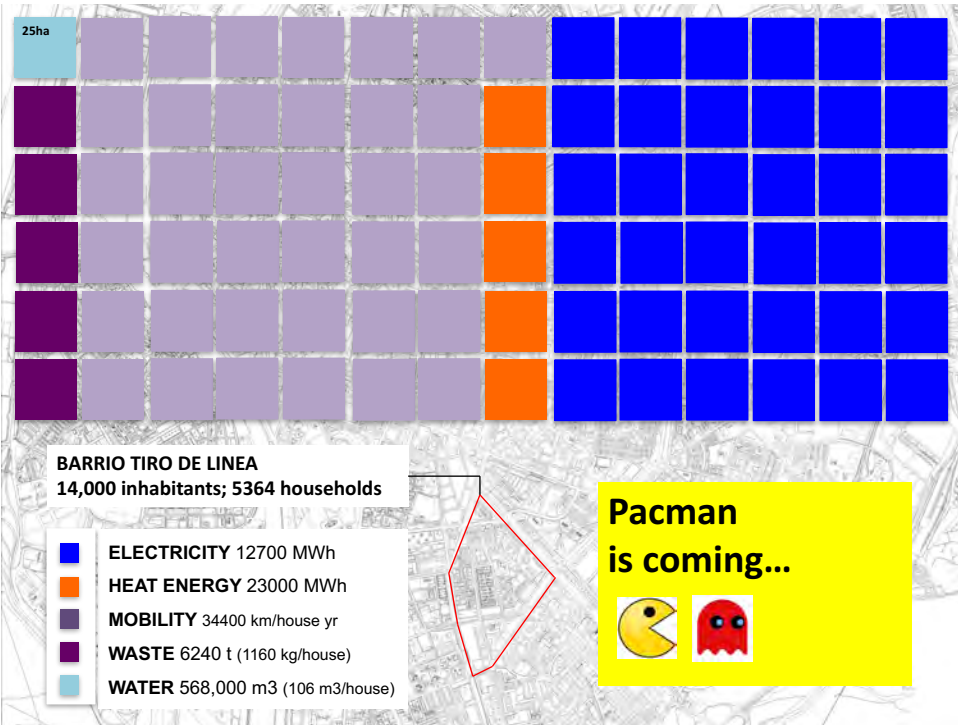 25ha
BARRIO TIRO DE LINEA
14,000 inhabitants; 5364 households
ELECTRICITY 12700 MWh
HEAT ENERGY 23000 MWh
MOBILITY 34400 km/house yr
WASTE 6240 t (1160 kg/house)
WATER 568,000 m3 (106 m3/house)
Pacman
is coming...